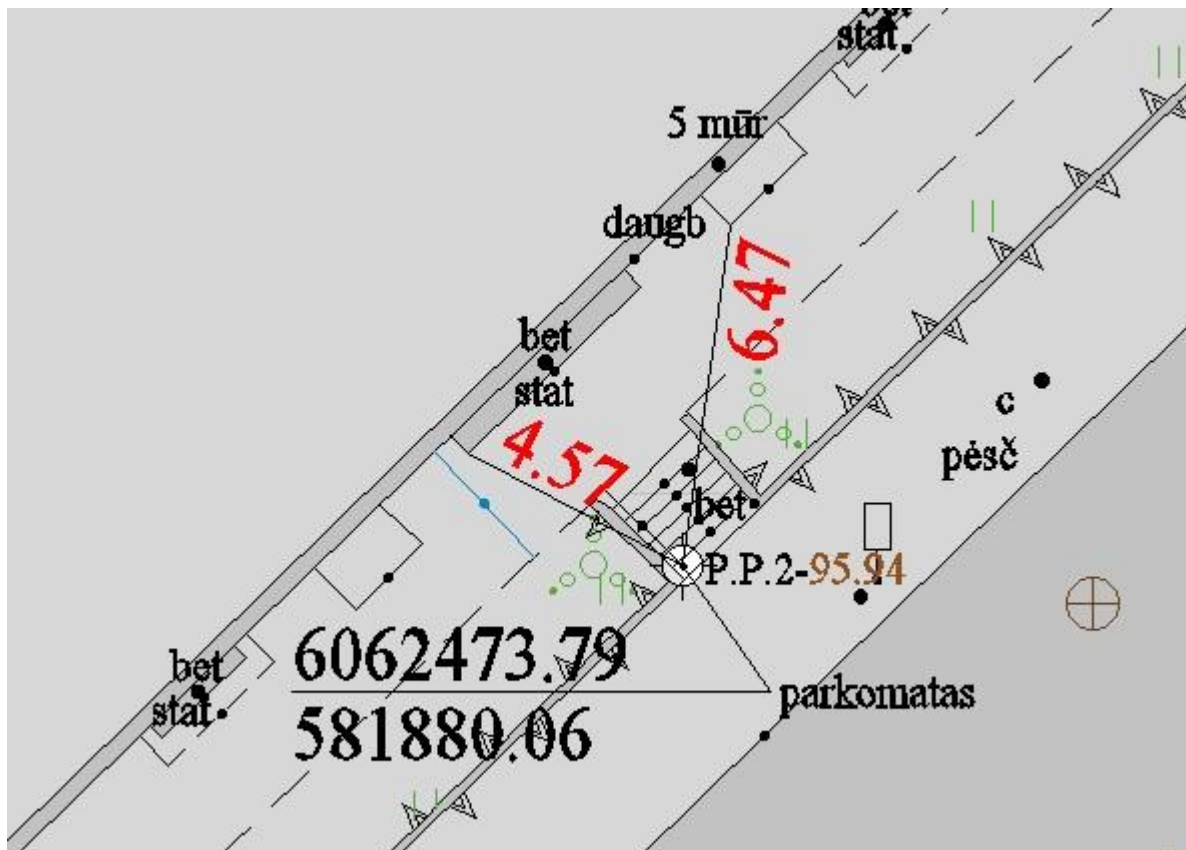 bet
stat.
5 mūr
daugb
6.47
bet
stat
4.57
c
pėsč
bet
P.P.2-95.94
6062473.79
581880.06
bet
stat.
parkomatas